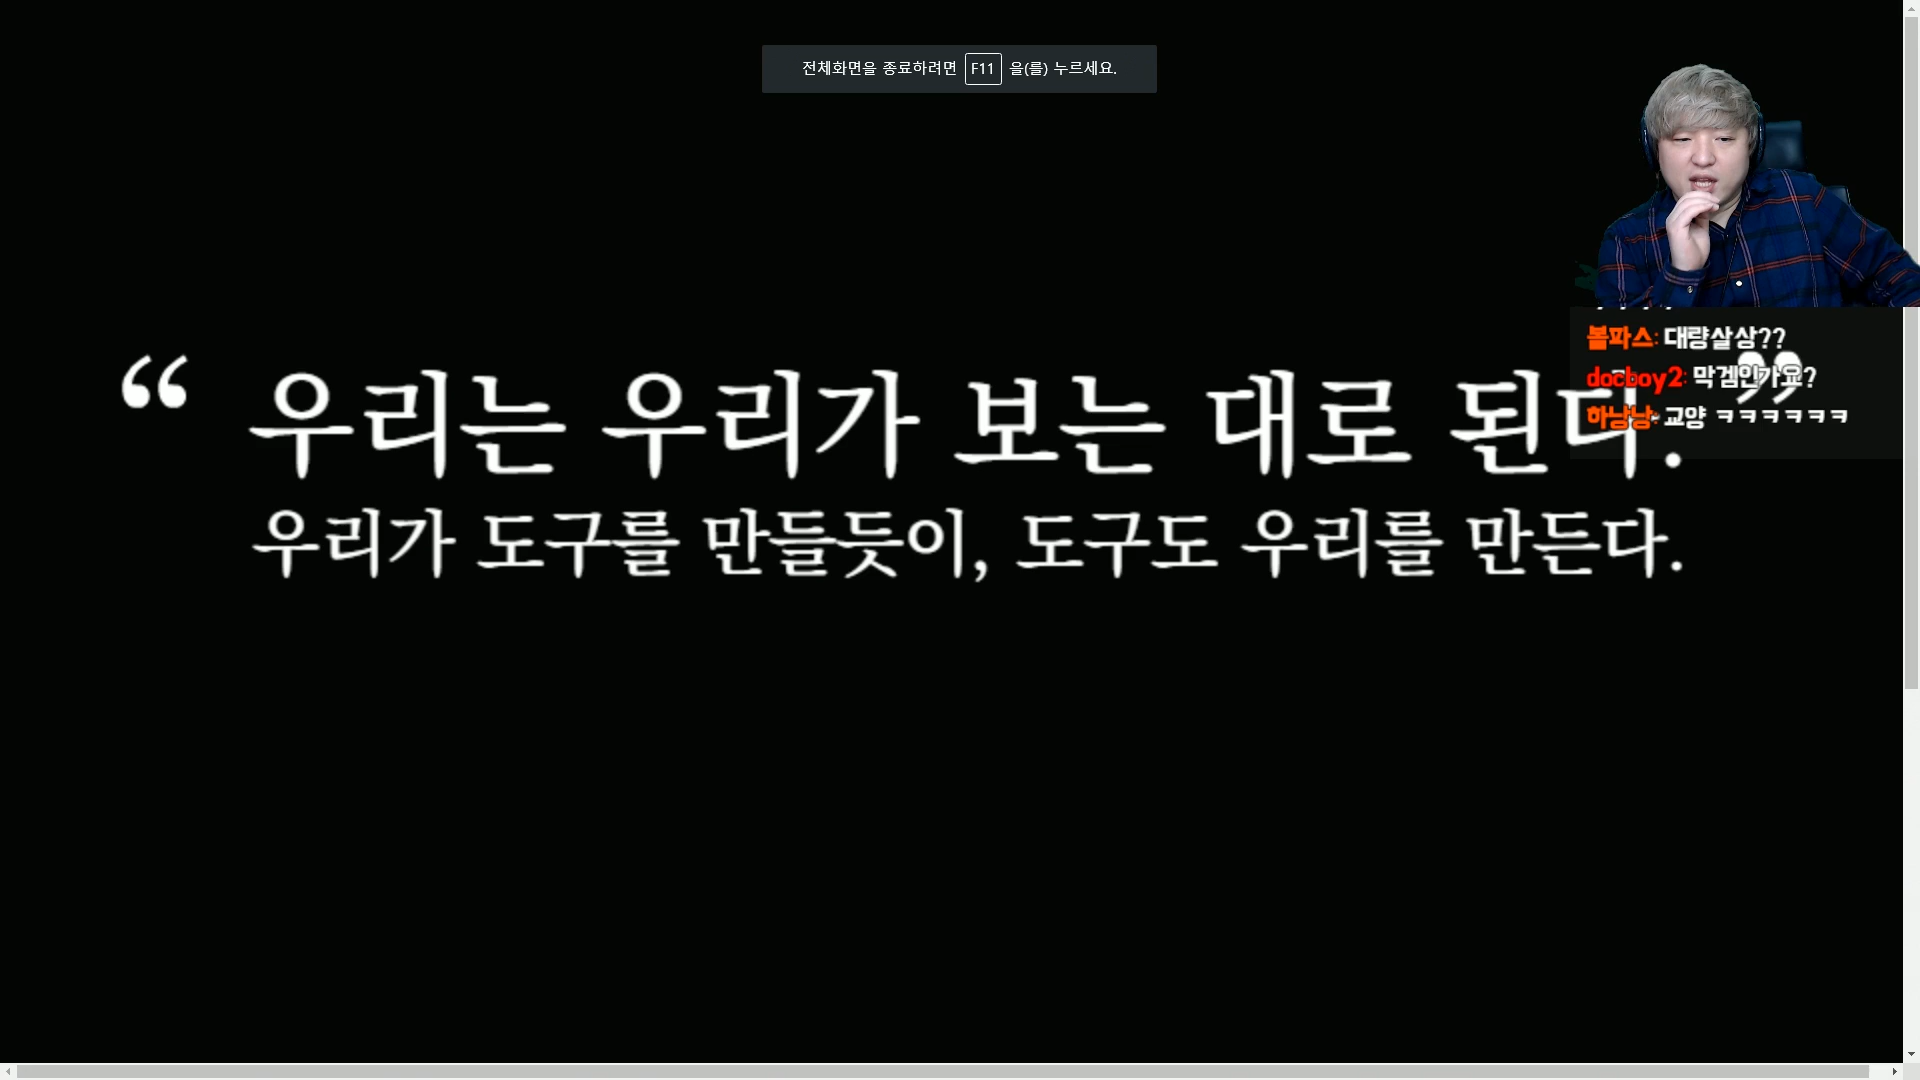 전체화면을 종료하려면 F11 을(를) 누르세요.
볼파스: 대량살상??
docboy2: 막겜인가요?
하낭낭: 교양 ㅋㅋㅋㅋㅋㅋ
“ 우리는 우리가 보는 대로 된다. ”
우리가 도구를 만들듯이, 도구도 우리를 만든다.